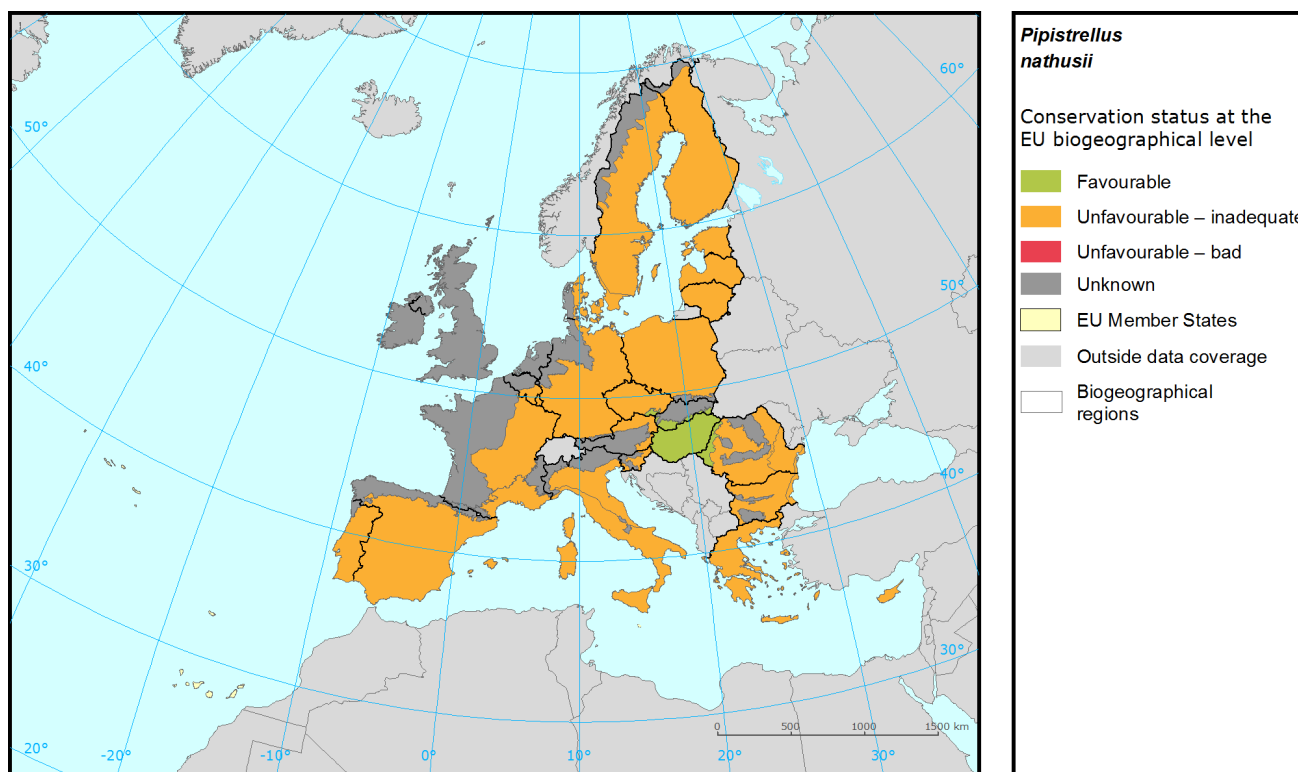 Pipistrellus
nathusii
Conservation status at the
EU biogeographical level
Favourable
Unfavourable – inadequate
Unfavourable – bad
Unknown
EU Member States
Outside data coverage
Biogeographical
regions
60°
50°
50°
40°
40°
30°
30°
20°
-20°
-10°
0°
10°
20°
30°
0 500 1000 1500 km